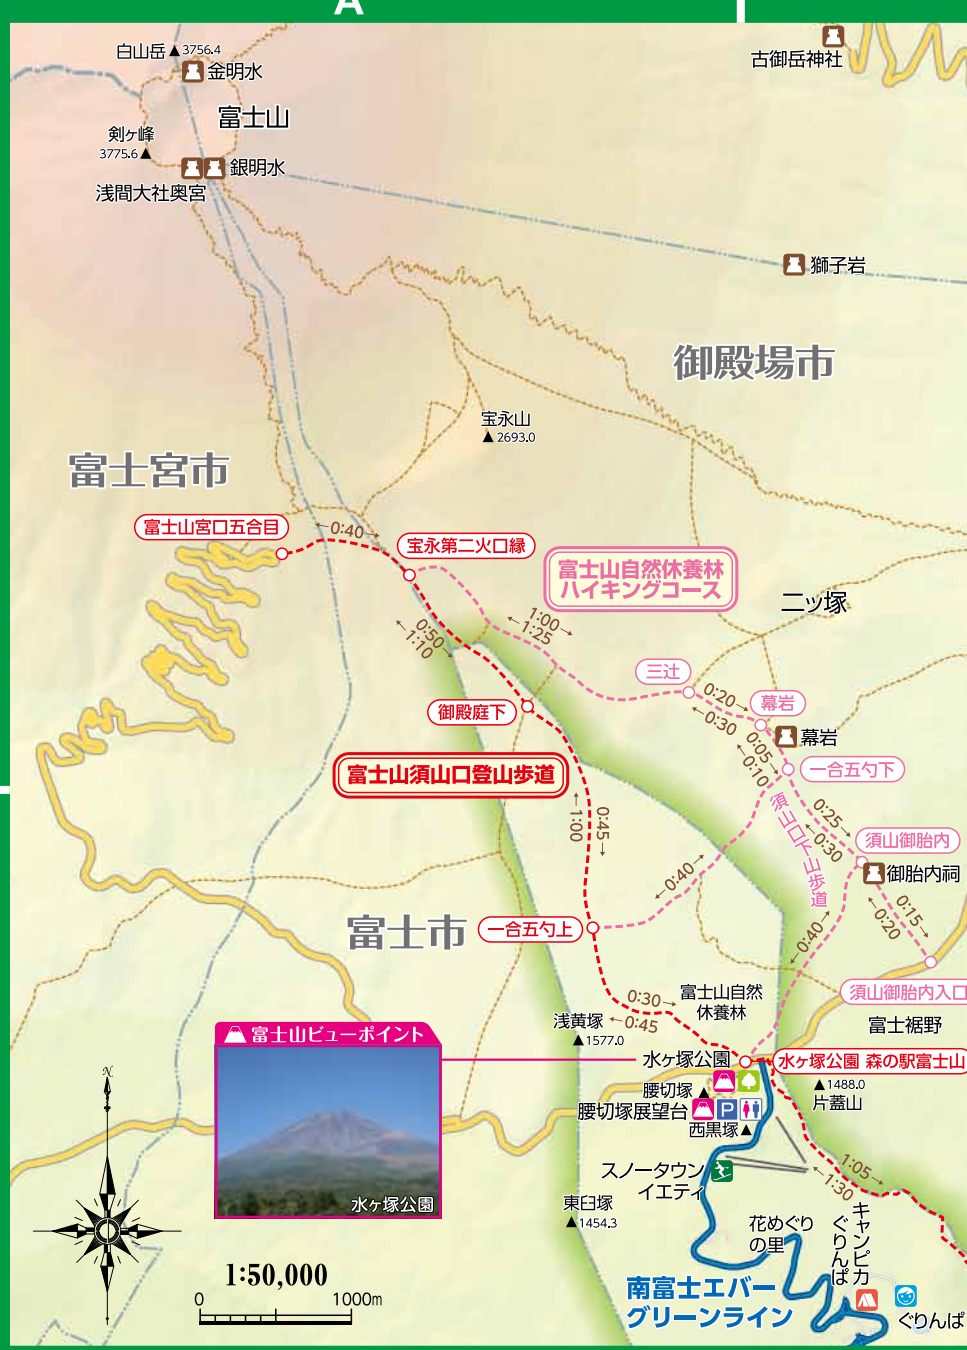 A
白山岳▲3756.4
金明水
古御岳神社
富士山
剣ヶ峰
3775.6▲
銀明水
浅間大社奥宮
獅子岩
御殿場市
宝永山
▲2693.0
富士宮市
富士山宮口五合目
←0:40→
宝永第二火口縁
富士山自然休養林
ハイキングコース
二ッ塚
1:00→
←1:25
0:50→
←1:10
三辻
0:20→
←0:30
幕岩
幕岩
御殿庭下
0:05→
←0:10
一合五勺下
富士山須山口登山歩道
0:45→
←1:00
須山口下山歩道
0:25→
←0:30
須山御胎内
御胎内祠
←0:40→
0:15→
←0:20
富士市
一合五勺上
←0:40→
須山御胎内入口
0:30→
←0:45
富士山自然
休養林
富士裾野
浅黄塚
▲1577.0
富士山ビューポイント
水ヶ塚公園
水ヶ塚公園 森の駅富士山
腰切塚▲
▲1488.0
片蓋山
腰切塚展望台
P
西黒塚▲
N
スノータウン
イエティ
1:05→
←1:30
水ヶ塚公園
東臼塚
▲1454.3
花めぐり
の里
キャンピカ
ぐりんぱ
1:50,000
0 1000m
南富士エバー
グリーンライン
ぐりんぱ